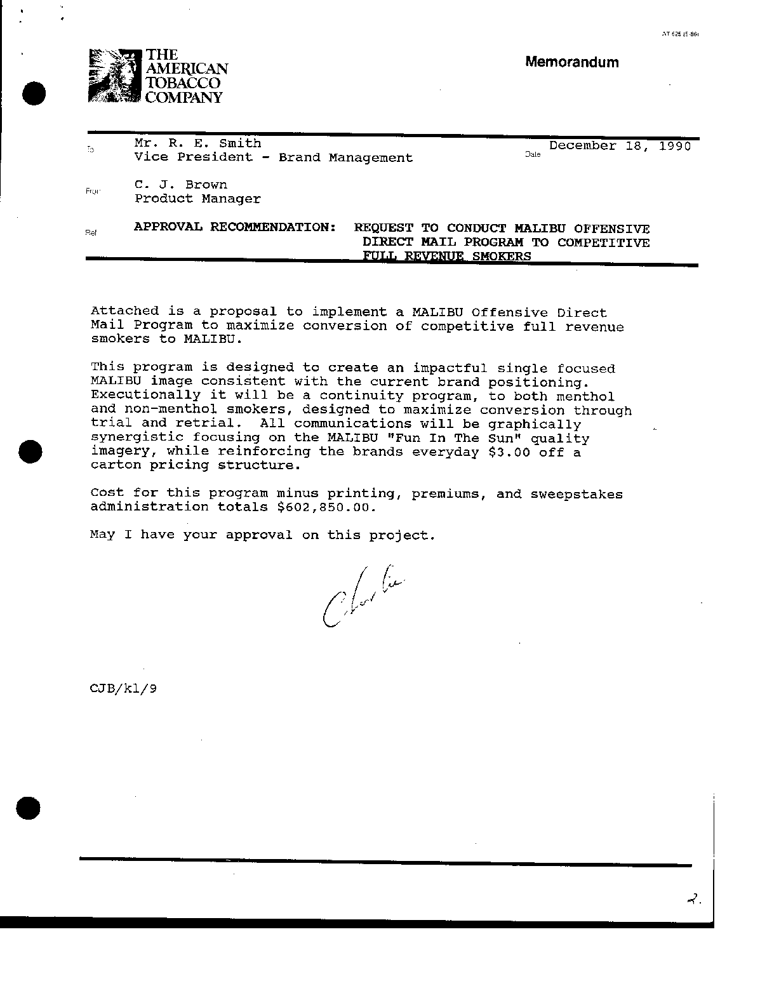 Memorandum
THE
AMERICAN
TOBACCO
COMPANY
To Mr. R. E. Smith
Vice President - Brand Management
Date December 18, 1990
From C. J. Brown
Product Manager
Ref APPROVAL RECOMMENDATION: REQUEST TO CONDUCT MALIBU OFFENSIVE
DIRECT MAIL PROGRAM TO COMPETITIVE
FULL REVENUE SMOKERS
Attached is a proposal to implement a MALIBU Offensive Direct
Mail Program to maximize conversion of competitive full revenue
smokers to MALIBU.
This program is designed to create an impactful single focused
MALIBU image consistent with the current brand positioning.
Executionally it will be a continuity program, to both menthol
and non-menthol smokers, designed to maximize conversion through
trial and retrial. All communications will be graphically
synergistic focusing on the MALIBU "Fun In The Sun" quality
imagery, while reinforcing the brands everyday $3.00 off a
carton pricing structure.
Cost for this program minus printing, premiums, and sweepstakes
administration totals $602,850.00.
May I have your approval on this project.
Charlie
CJB/kl/9
2.